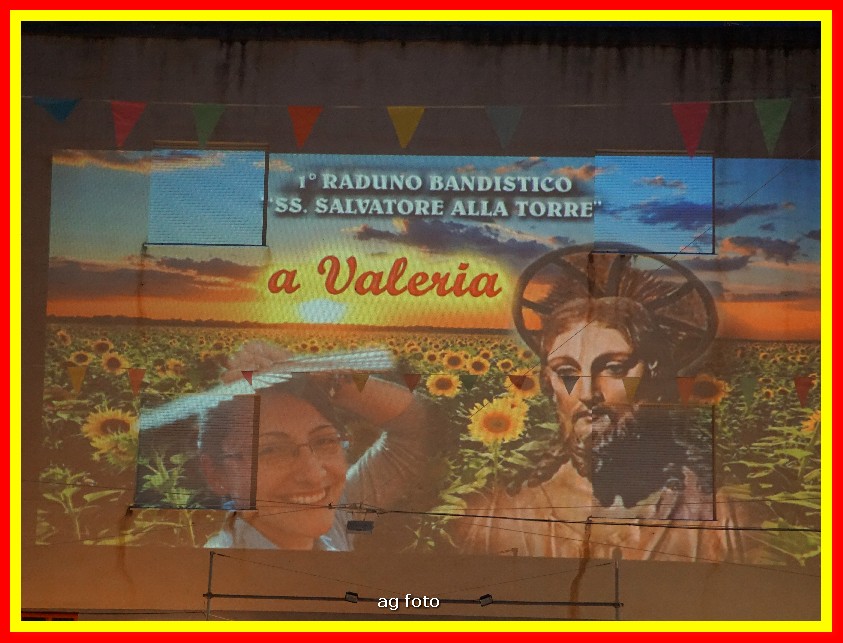 1° RADUNO BANDISTICO
"SS. SALVATORE ALLA TORRE"
a Valeria
ag foto